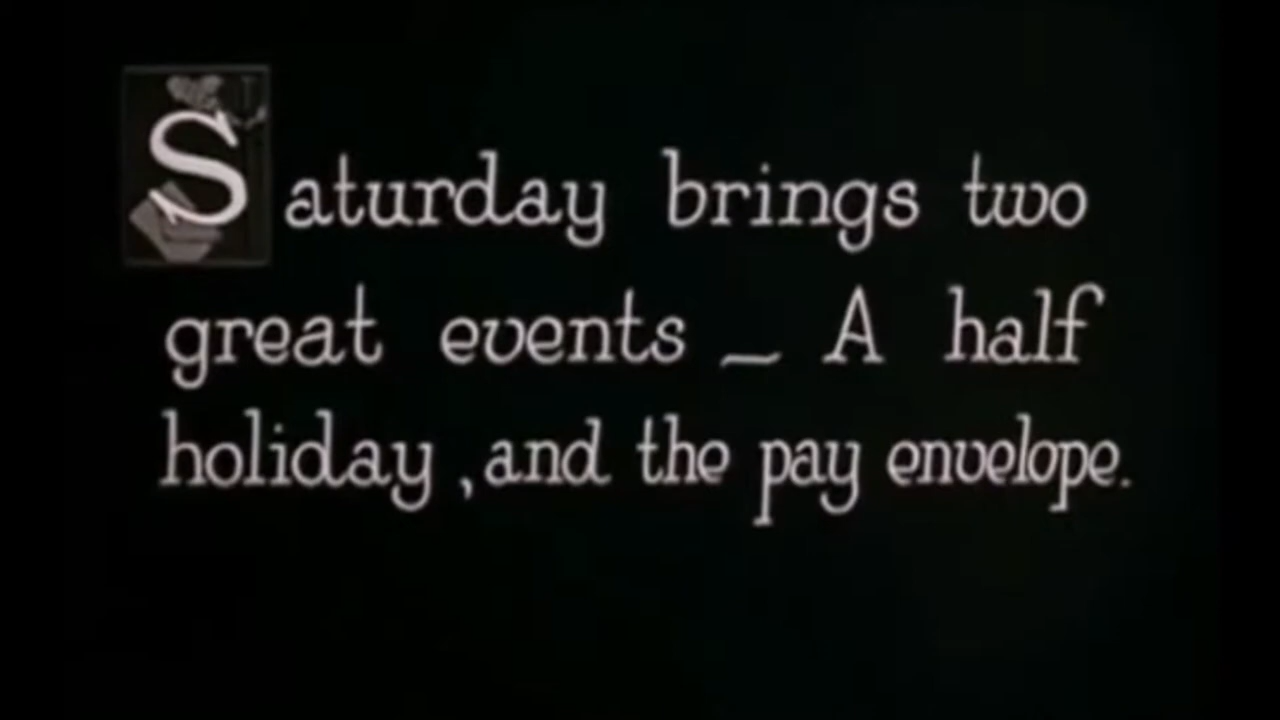 Saturday brings two
great events — A half
holiday , and the pay envelope.